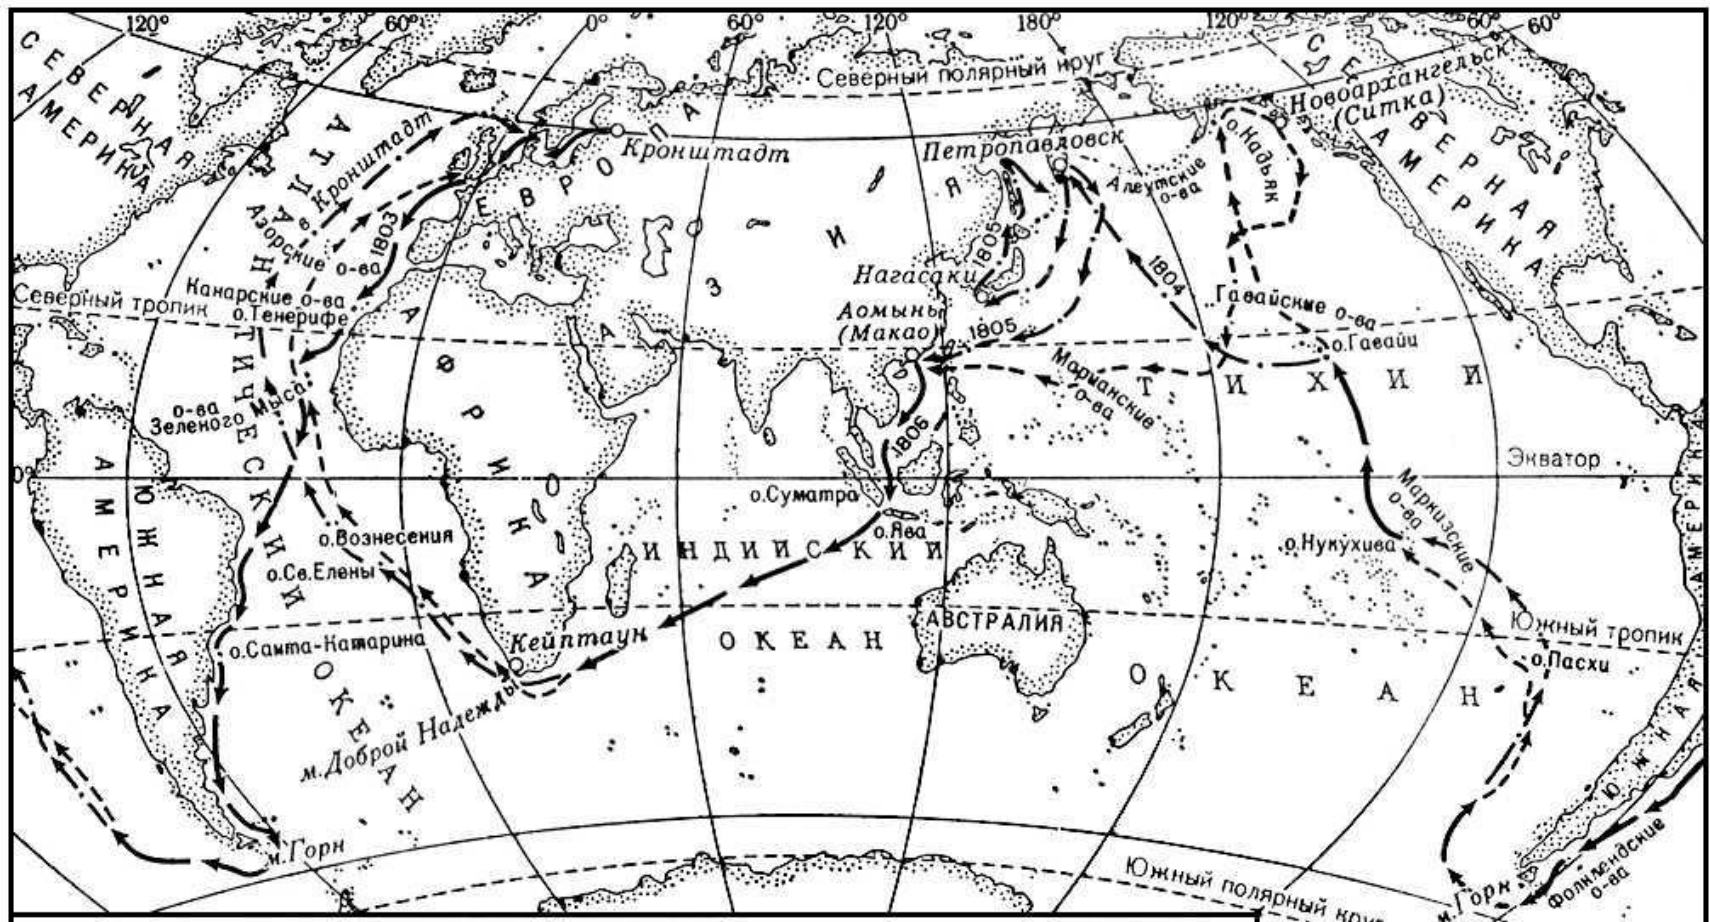 120°
60°
0°
60°
120°
180°
120°
60°
60°
СЕВЕРНАЯ
АМЕРИКА
Северный полярный круг
Новоархангельск
(Ситка)
СЕВЕРНАЯ
АМЕРИКА
АТЛАНТИЧЕСКИЙ
ОКЕАН
в Кронштадт
Кронштадт
ЕВРОПА
Петропавловск
Алеутские
о-ва
о.Кадьяк
АЗИЯ
Азорские о-ва
1803
1805
1804
Нагасаки
Канарские о-ва
о.Тенерифе
Северный тропик
Аомынь
(Макао)
1805
Гавайские о-ва
о.Гавайи
АФРИКА
Марианские
о-ва
ТИХИЙ
ОКЕАН
о-ва
Зеленого Мыса
1806
0°
Экватор
ЮЖНАЯ
АМЕРИКА
о.Суматра
о.Ява
Маркизские
о-ва
о.Нукухива
о.Вознесения
о.Св.Елены
ИНДИЙСКИЙ
ОКЕАН
АВСТРАЛИЯ
Южный тропик
о.Санта-Катарина
Кейптаун
о.Пасхи
м.Доброй Надежды
ЮЖНАЯ
АМЕРИКА
м.Горн
Южный полярный круг
м.Горн
Фолклендские
о-ва